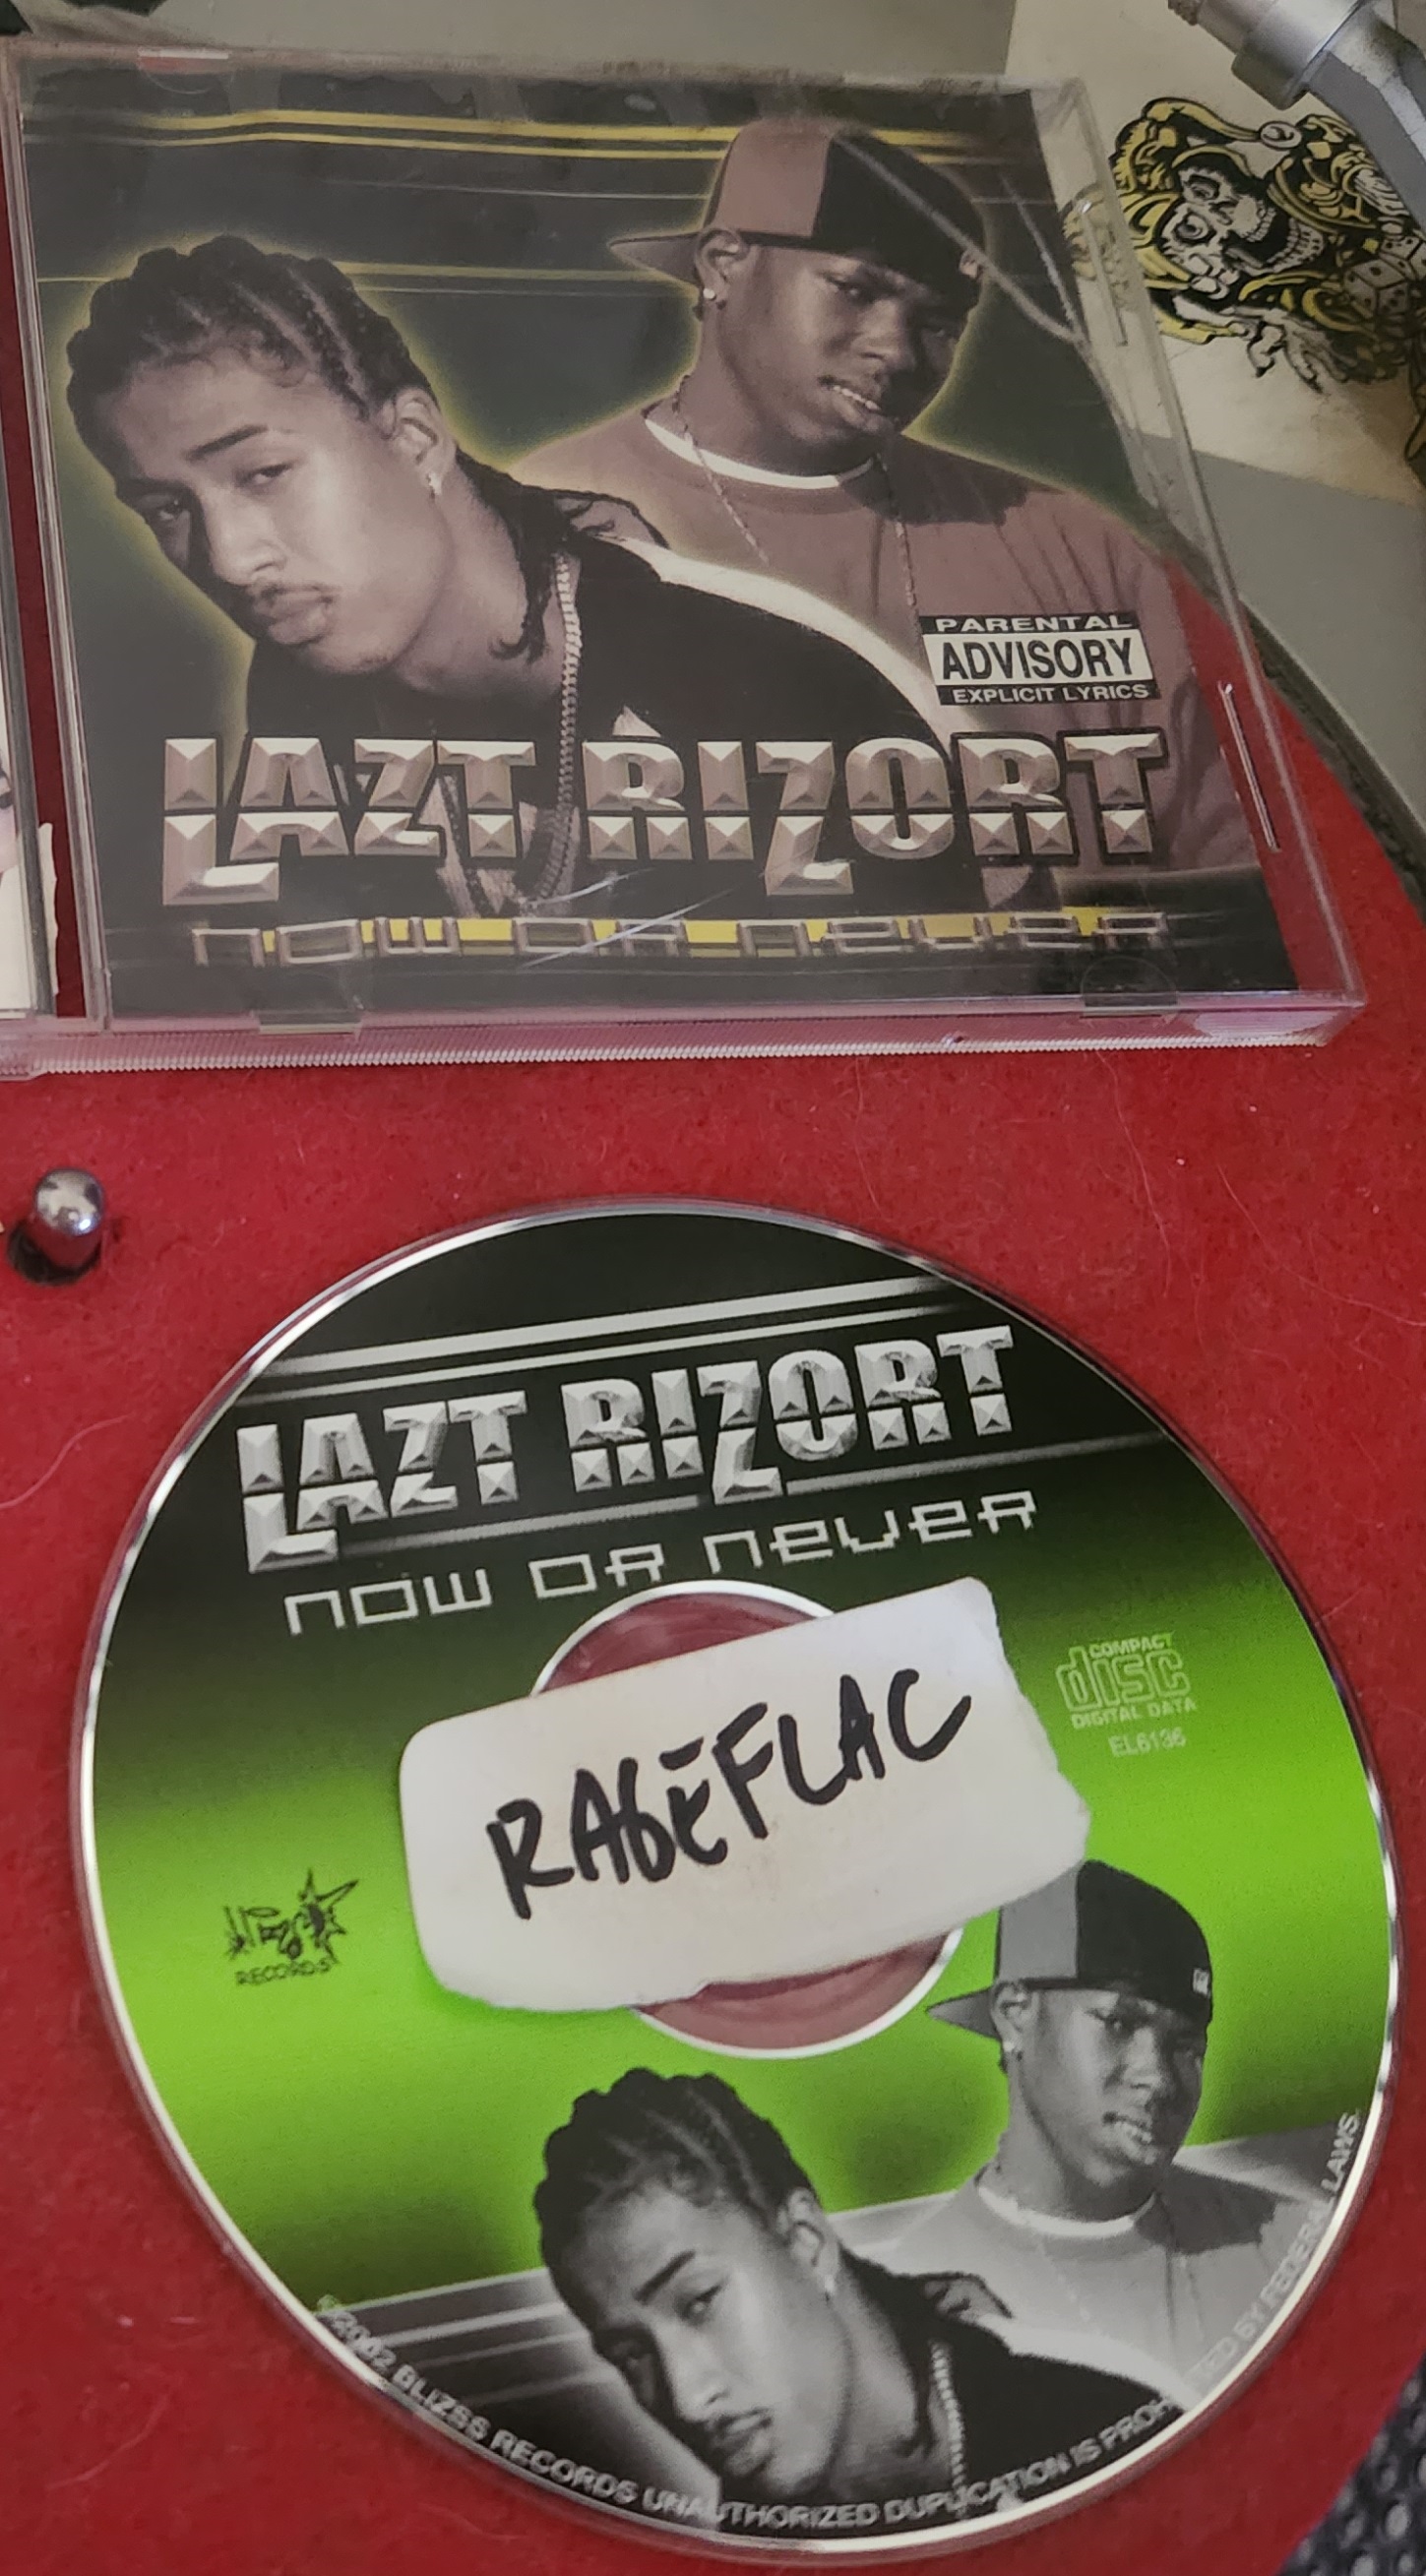 PARENTAL
ADVISORY
EXPLICIT LYRICS
LAZT RIZORT
NOW OR NEVER
LAZT RIZORT
NOW OR NEVER
COMPACT
disc
DIGITAL DATA
EL6136
RAGEFLAC
RECORDS
©2002 BLIZSS RECORDS UNAUTHORIZED DUPLICATION IS PROHIBITED BY FEDERAL LAWS.